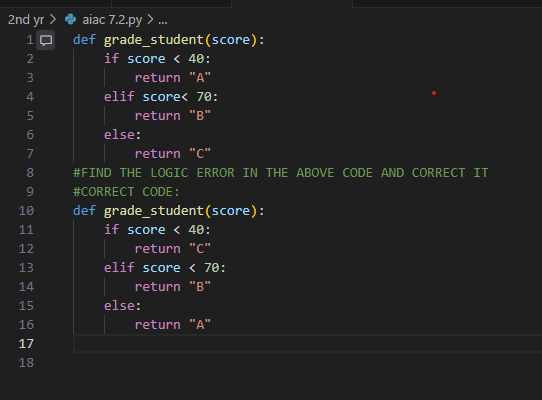 2nd yr > aiac 7.2.py > ...
1 def grade_student(score):
2     if score < 40:
3         return "A"
4     elif score< 70:
5         return "B"
6     else:
7         return "C"
8 #FIND THE LOGIC ERROR IN THE ABOVE CODE AND CORRECT IT
9 #CORRECT CODE:
10 def grade_student(score):
11     if score < 40:
12         return "C"
13     elif score < 70:
14         return "B"
15     else:
16         return "A"
17
18